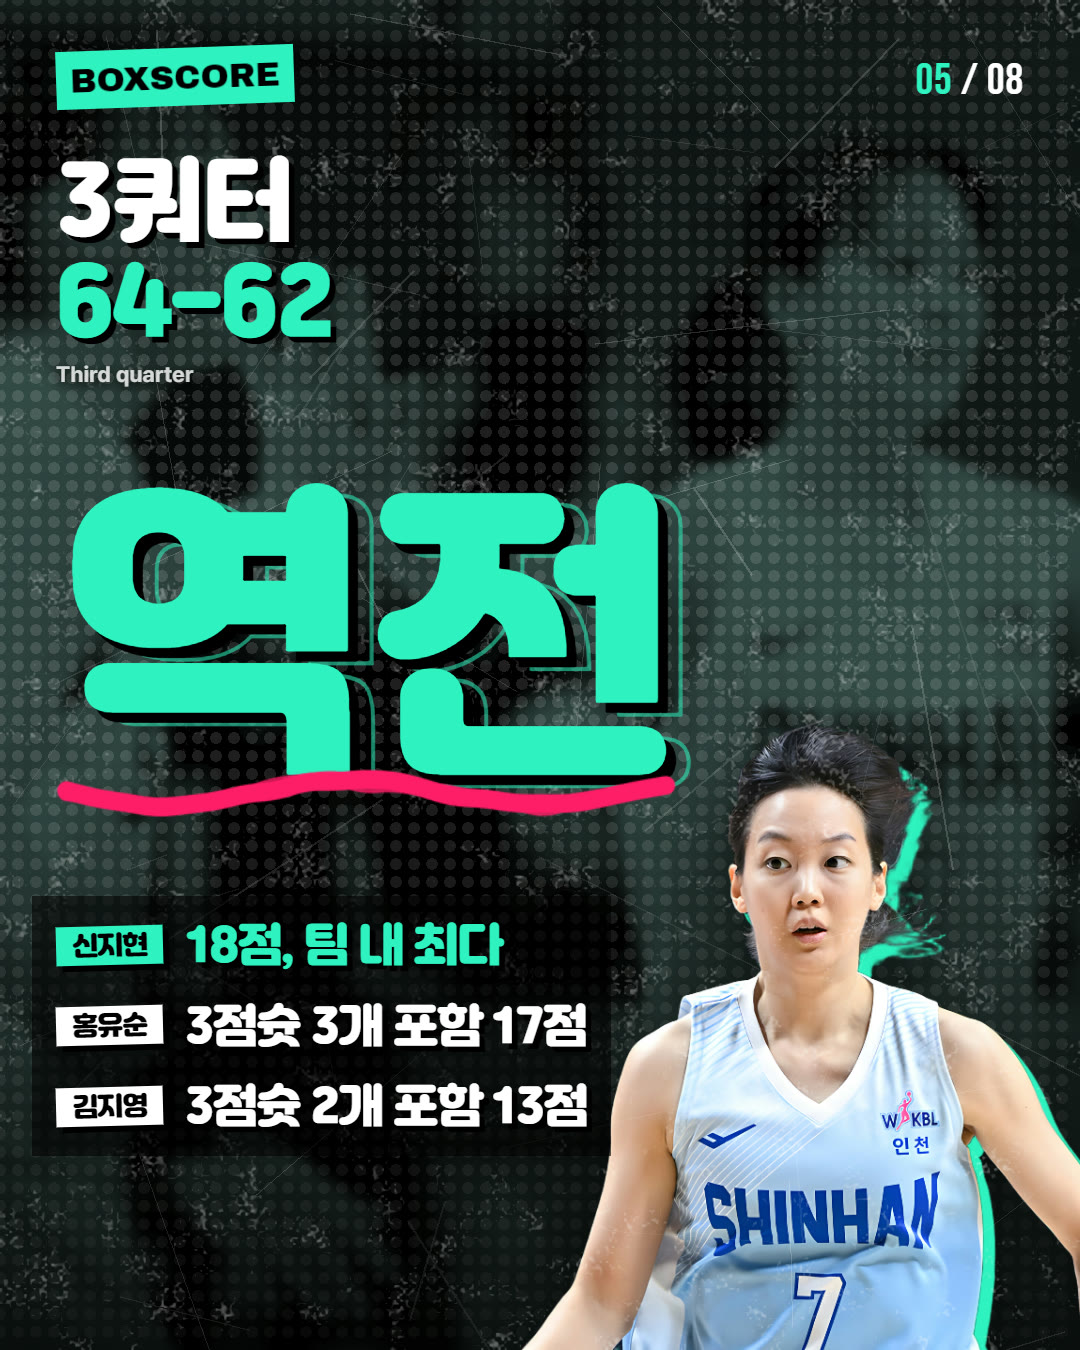 BOXSCORE
05 / 08
3쿼터
64-62
Third quarter
역전
신지현 18점, 팀 내 최다
홍유순 3점슛 3개 포함 17점
김지영 3점슛 2개 포함 13점
WKBL
인천
SHINHAN
7